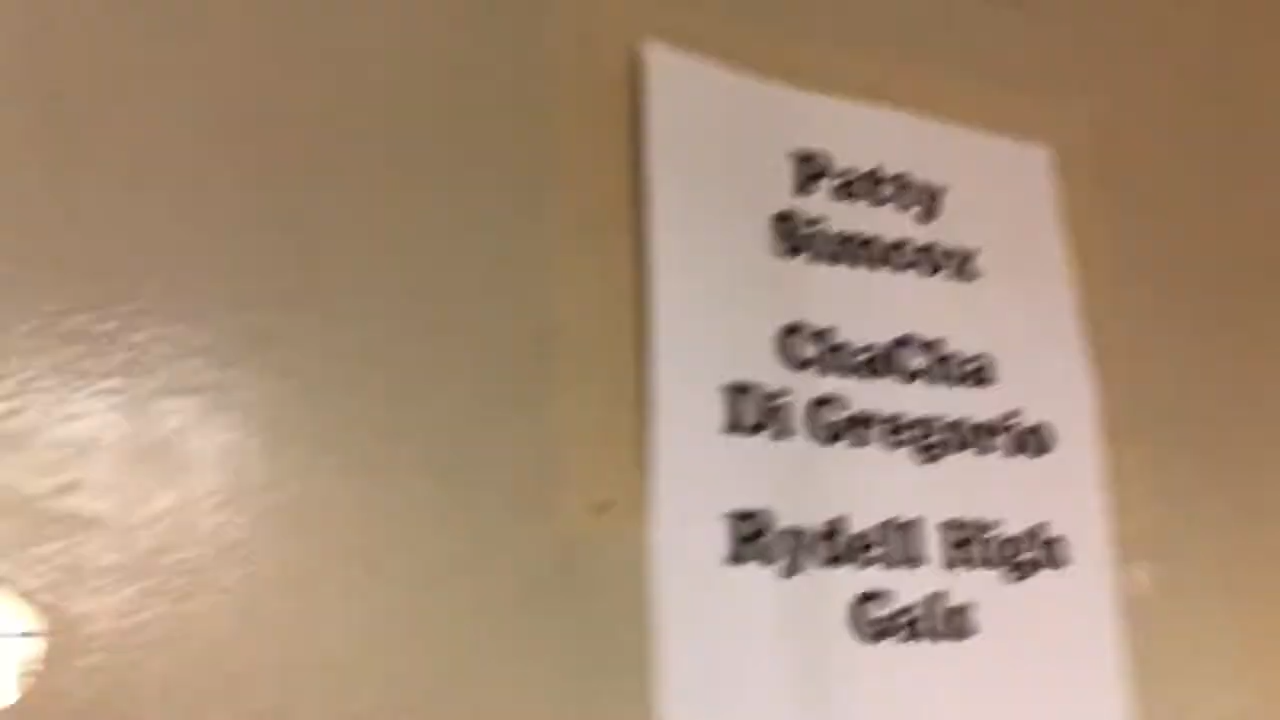 Patty
Simcox
ChaCha
Di Gregorio
Rydell High
Gals